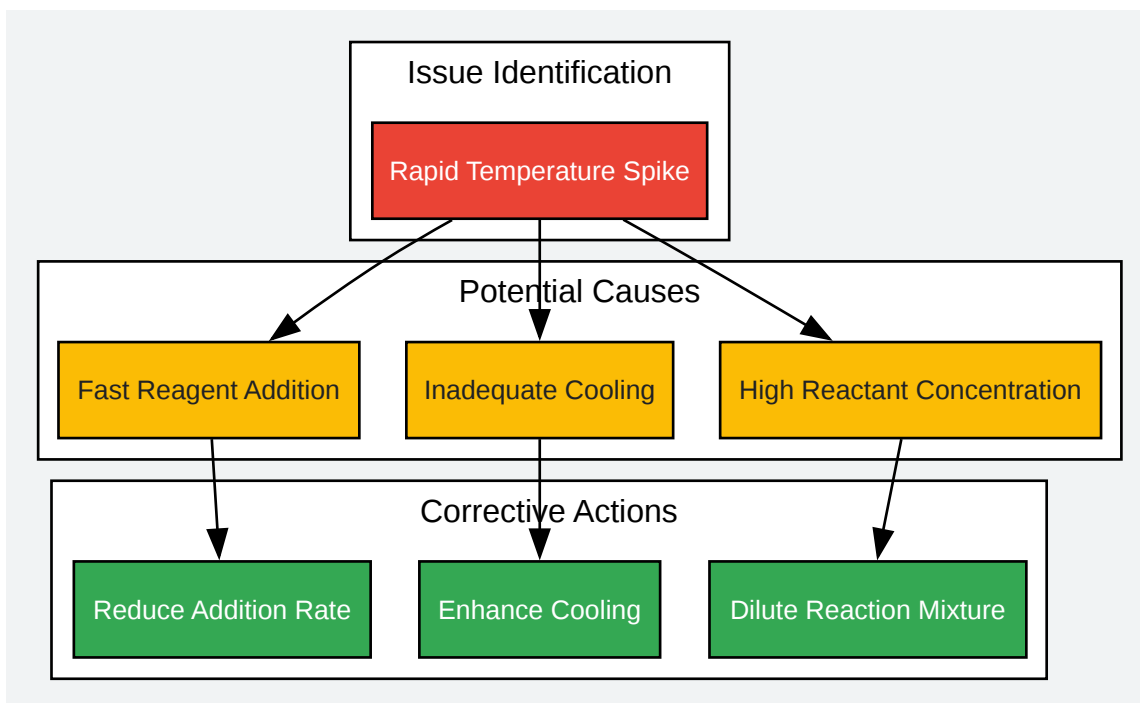 Issue Identification
Rapid Temperature Spike
Potential Causes
Fast Reagent Addition
Inadequate Cooling
High Reactant Concentration
Corrective Actions
Reduce Addition Rate
Enhance Cooling
Dilute Reaction Mixture